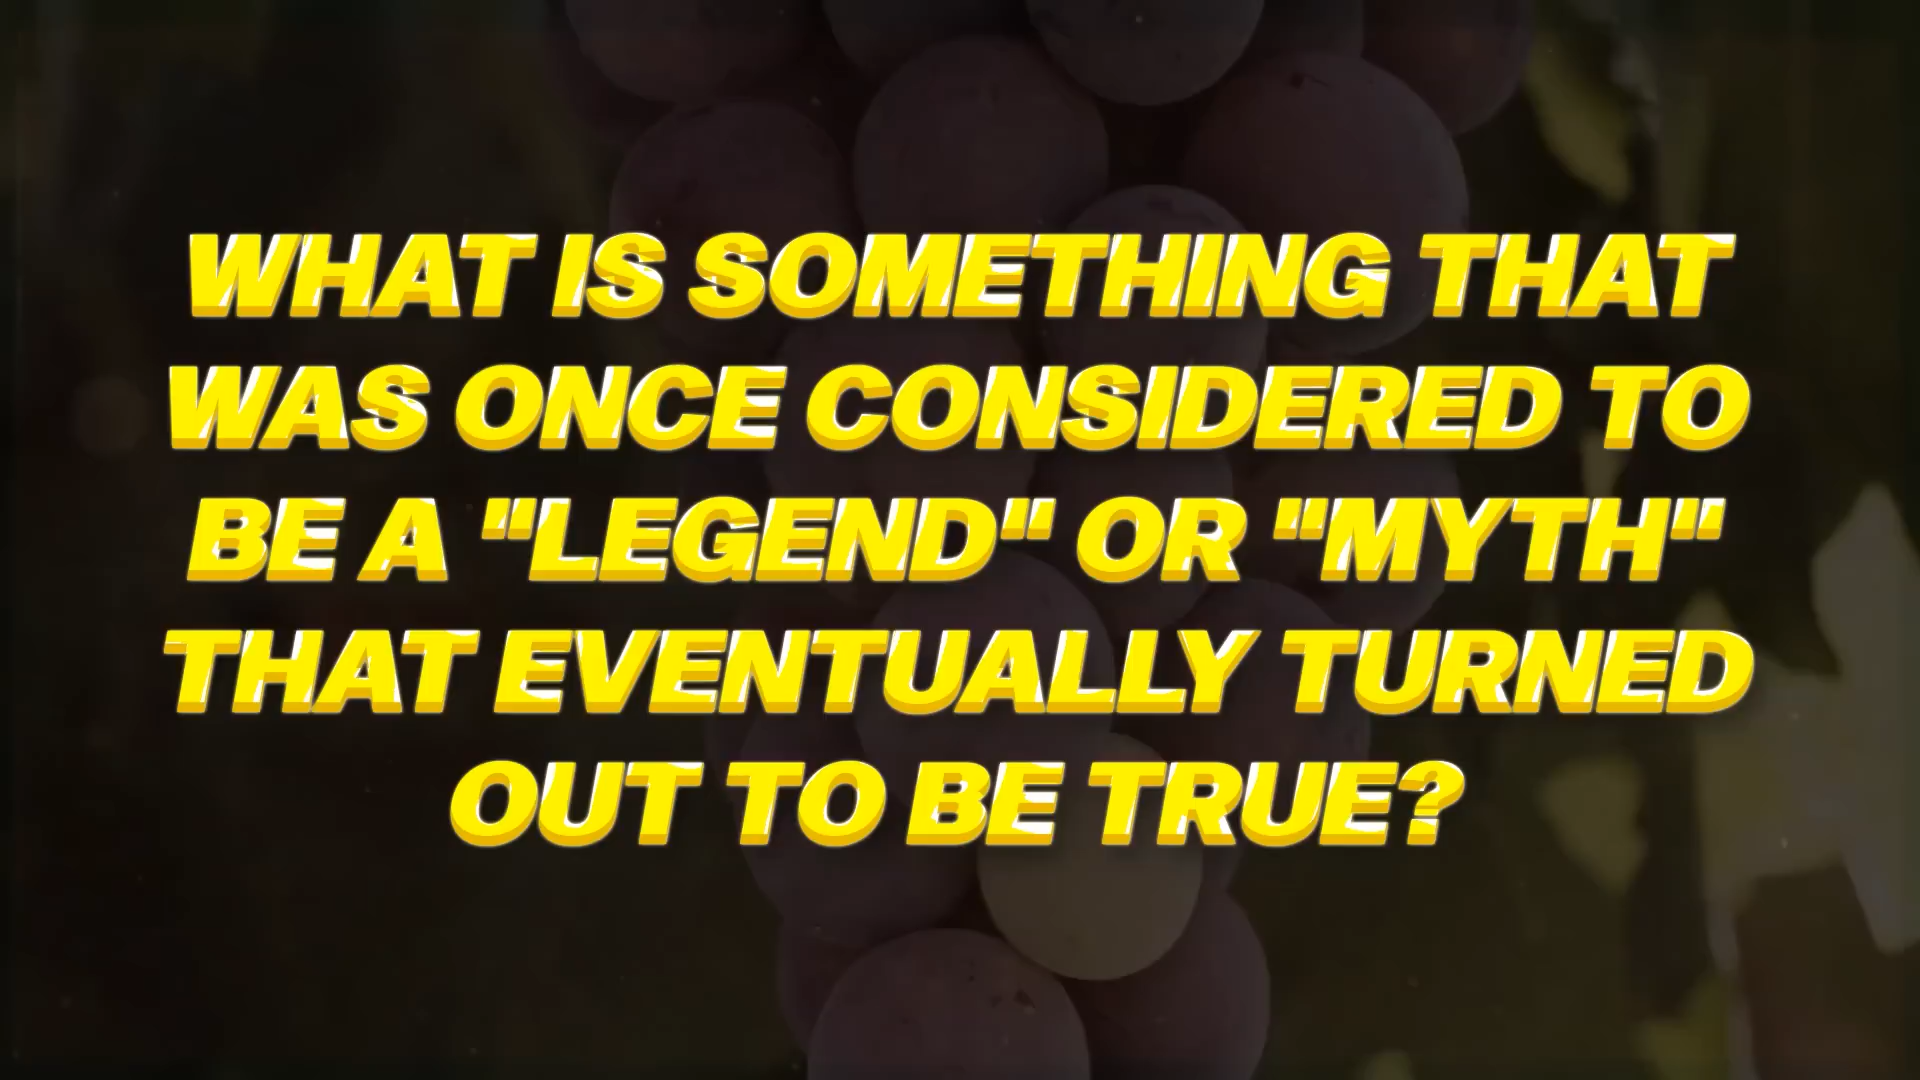 WHAT IS SOMETHING THAT
WAS ONCE CONSIDERED TO
BE A "LEGEND" OR "MYTH"
THAT EVENTUALLY TURNED
OUT TO BE TRUE?